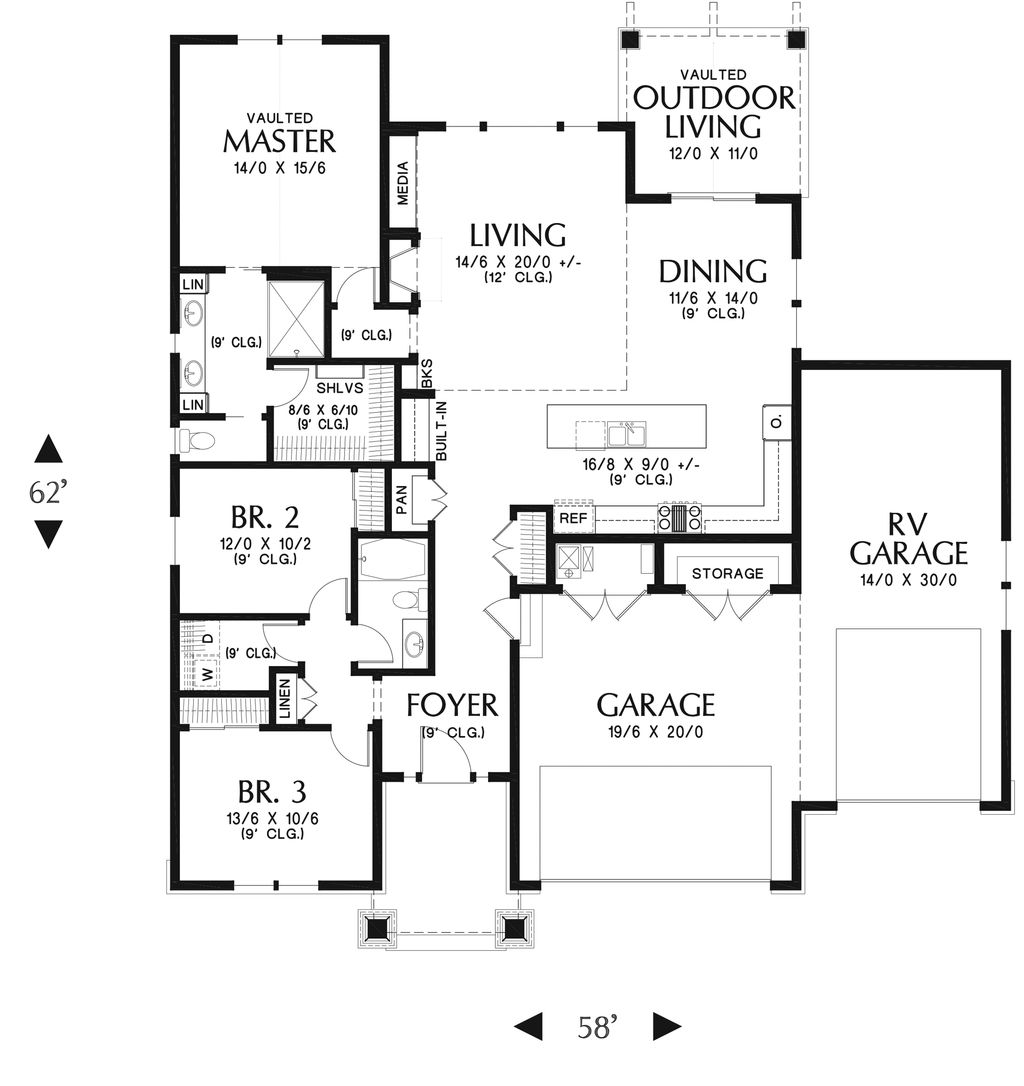 VAULTED
OUTDOOR
LIVING
12/0 X 11/0
VAULTED
MASTER
14/0 X 15/6
MEDIA
LIVING
14/6 X 20/0 +/-
(12' CLG.)
DINING
11/6 X 14/0
(9' CLG.)
LIN
(9' CLG.)
(9' CLG.)
LIN
SHLVS
8/6 X 6/10
(9' CLG.)
BKS
BUILT-IN
O.
16/8 X 9/0 +/-
(9' CLG.)
62'
BR. 2
12/0 X 10/2
(9' CLG.)
PAN
REF
STORAGE
RV
GARAGE
14/0 X 30/0
D
W
(9' CLG.)
LINEN
FOYER
(9' CLG.)
GARAGE
19/6 X 20/0
BR. 3
13/6 X 10/6
(9' CLG.)
58'